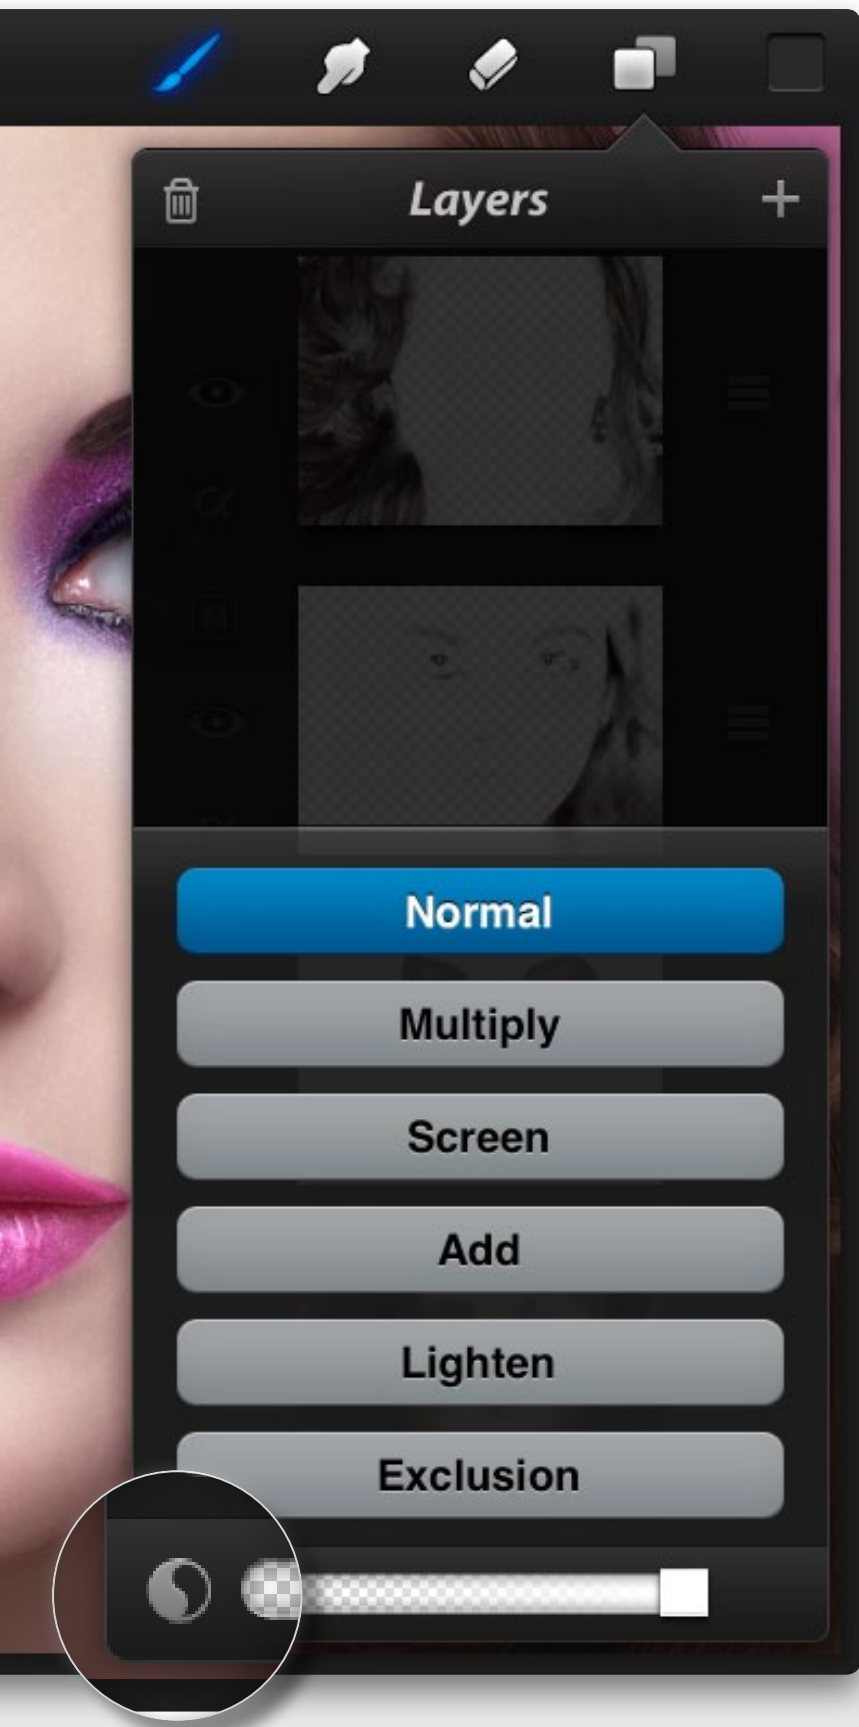 Layers
α
M
Normal
Multiply
Screen
Add
Lighten
Exclusion